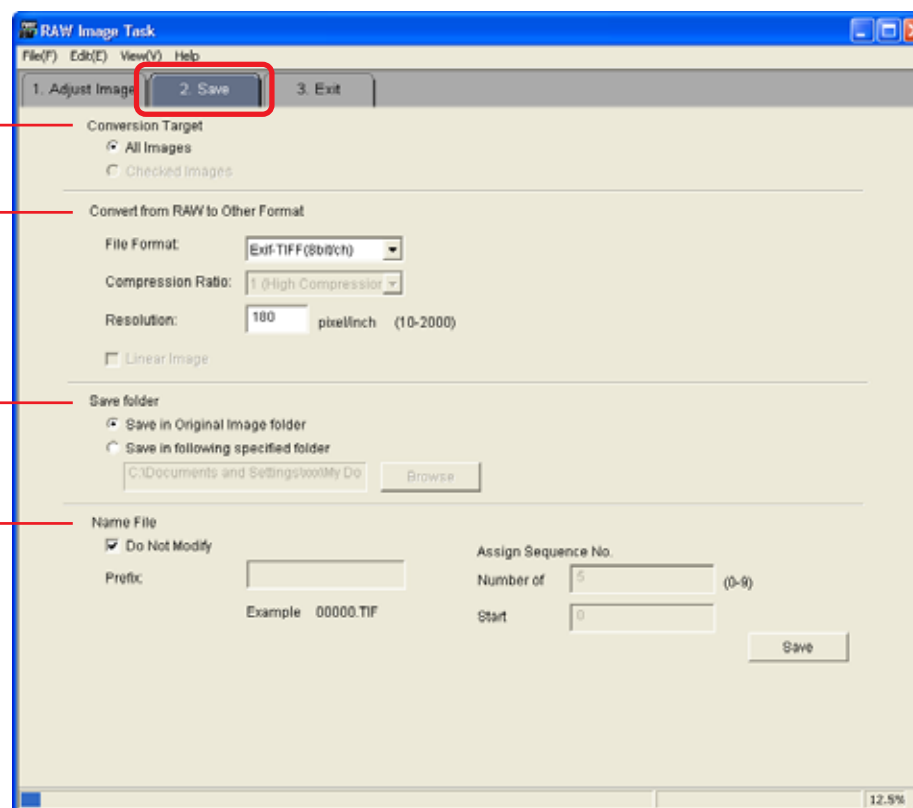 RAW Image Task
File(F) Edit(E) View(V) Help
1. Adjust Image 2. Save 3. Exit
Conversion Target
All Images
Checked Images
Convert from RAW to Other Format
File Format: Exif-TIFF(8bit/ch)
Compression Ratio: 1 (High Compression
Resolution: 180 pixel/inch (10-2000)
Linear Image
Save folder
Save in Original Image folder
Save in following specified folder
C:\Documents and Settings\xxx\My Do Browse
Name File
Do Not Modify
Assign Sequence No.
Prefix: Number of 5 (0-9)
Example 00000.TIF Start 0
Save
12.5%